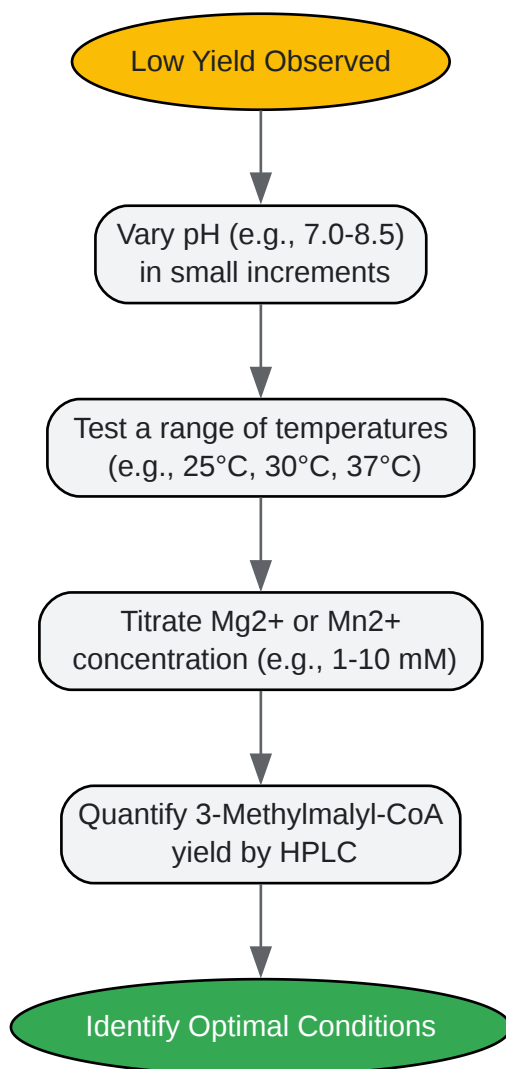 Low Yield Observed
Vary pH (e.g., 7.0-8.5)
in small increments
Test a range of temperatures
(e.g., 25°C, 30°C, 37°C)
Titrate Mg2+ or Mn2+
concentration (e.g., 1-10 mM)
Quantify 3-Methylmalyl-CoA
yield by HPLC
Identify Optimal Conditions